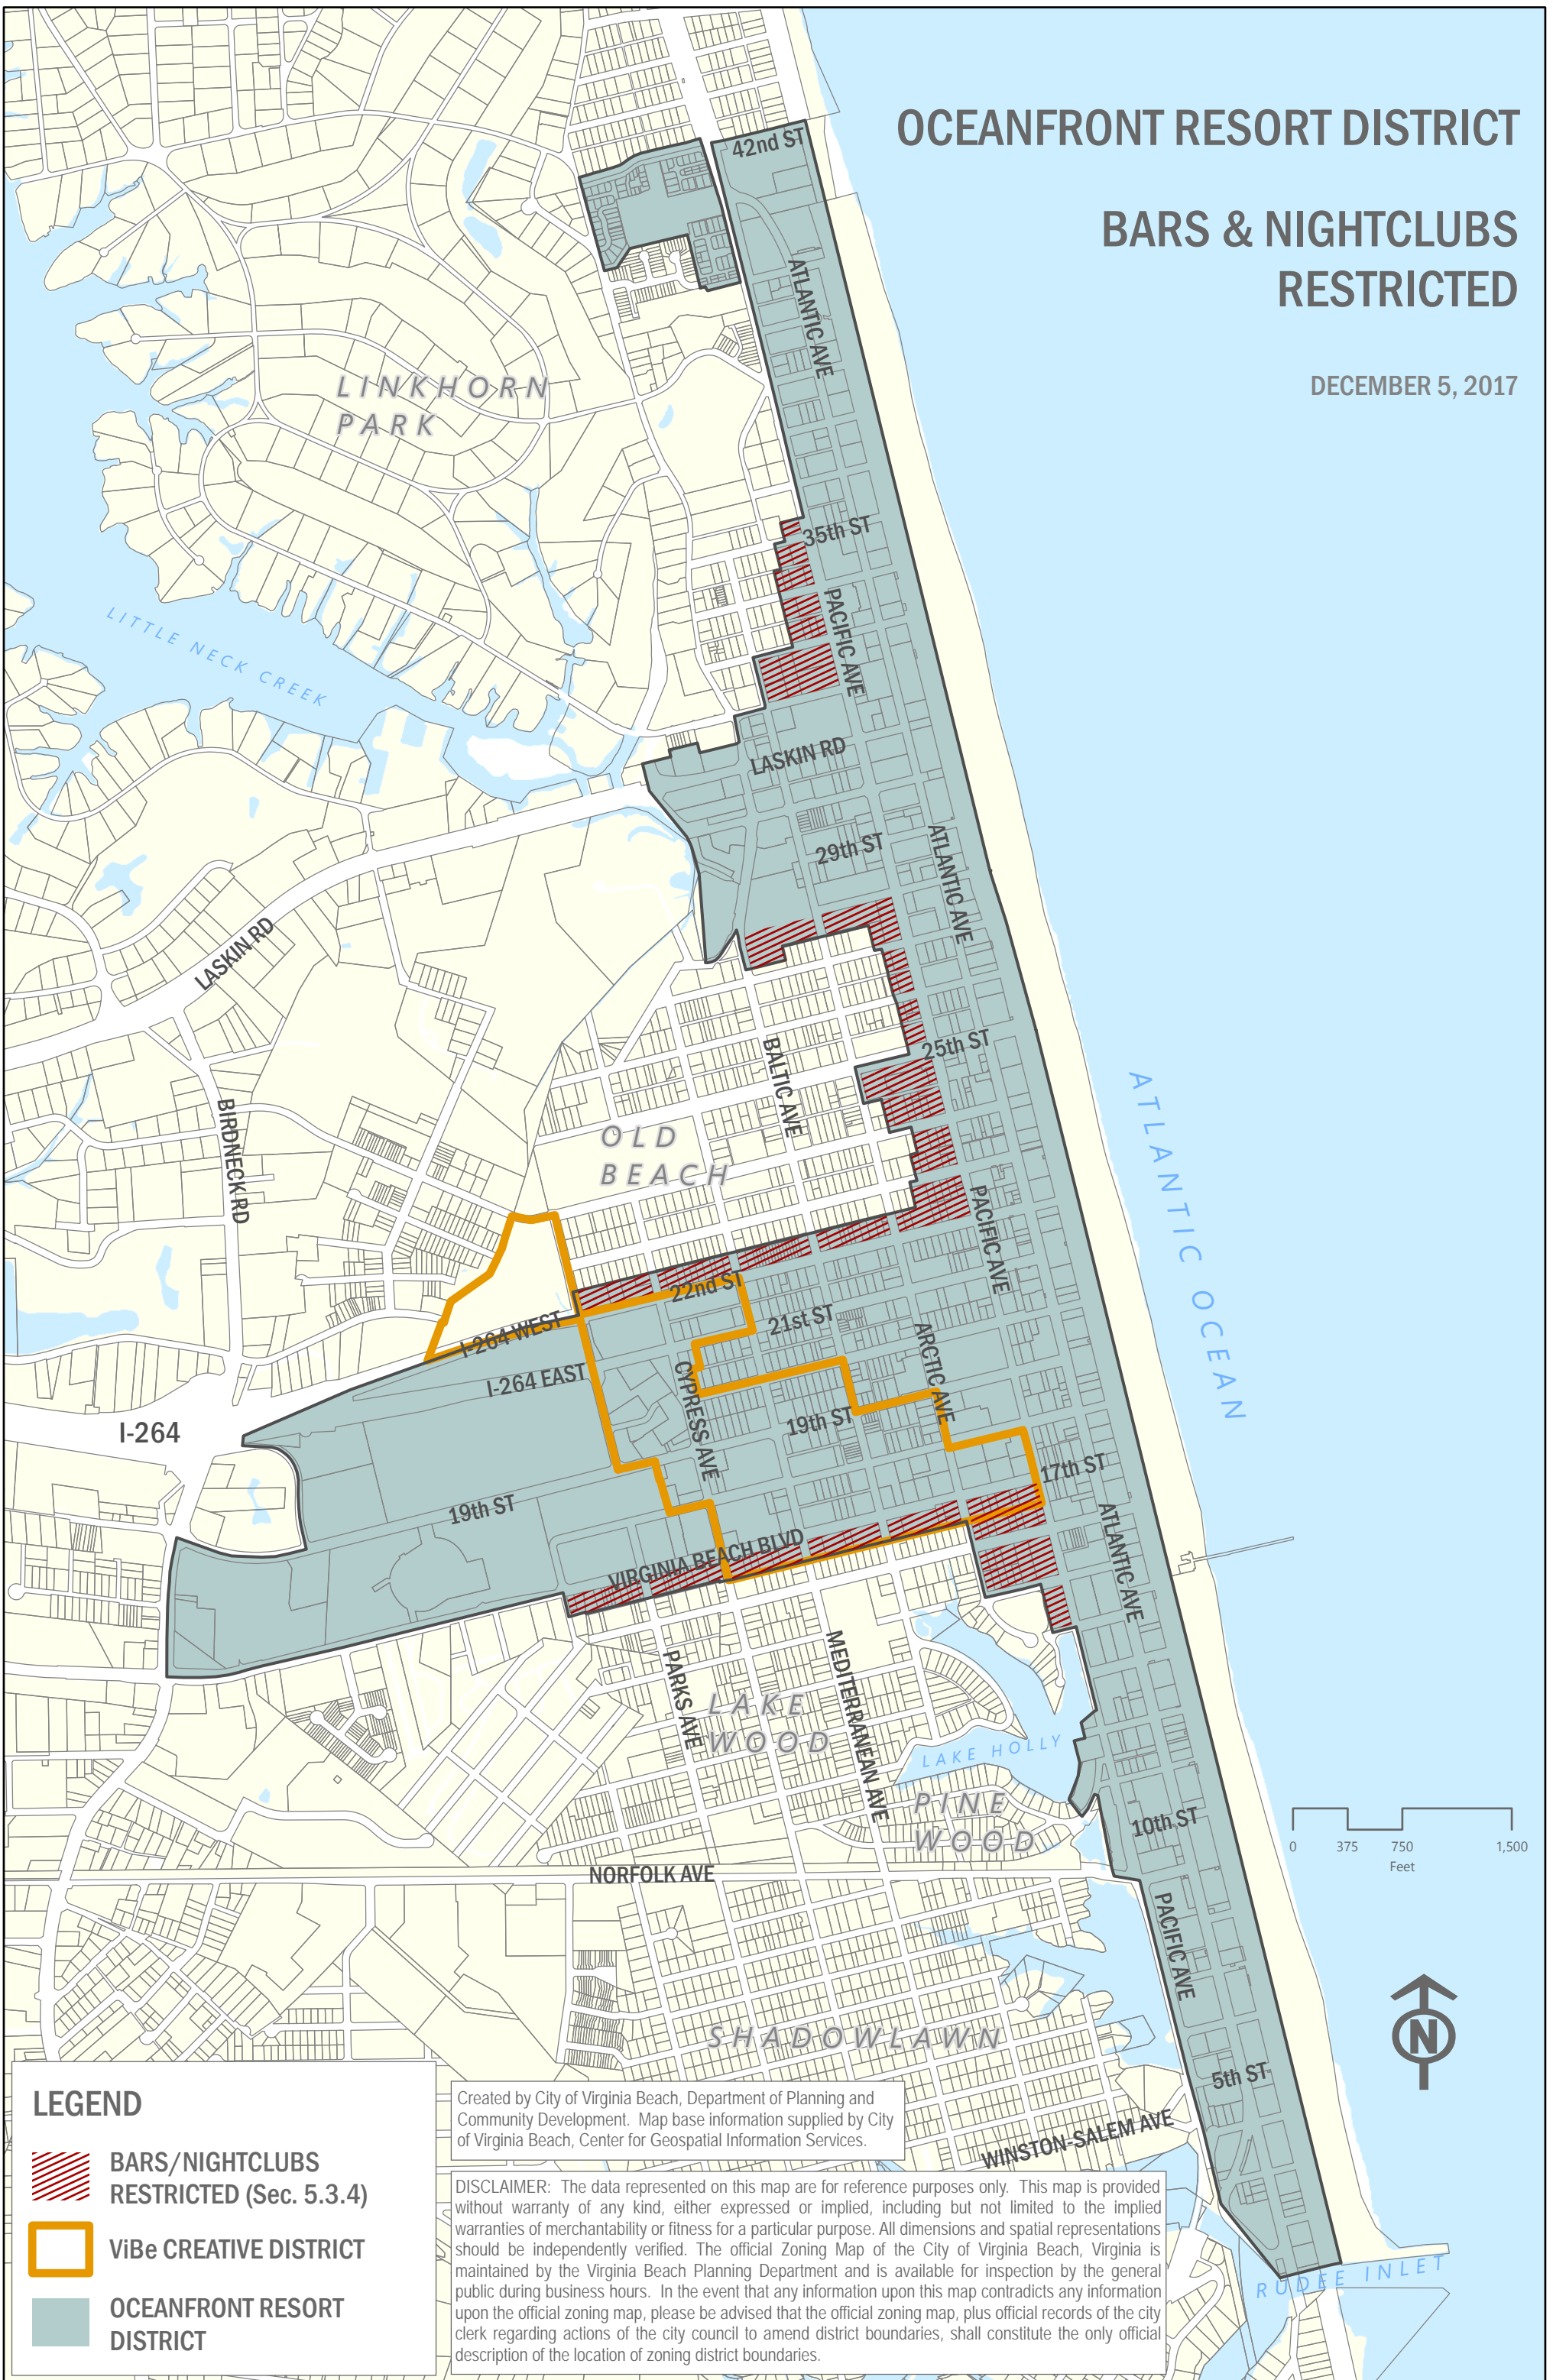 OCEANFRONT RESORT DISTRICT
BARS & NIGHTCLUBS
RESTRICTED
DECEMBER 5, 2017
42nd ST
ATLANTIC AVE
LINKHORN
PARK
35th ST
PACIFIC AVE
LITTLE NECK CREEK
LASKIN RD
29th ST
ATLANTIC AVE
LASKIN RD
25th ST
BALTIC AVE
BIRDNECK RD
OLD
BEACH
ATLANTIC OCEAN
PACIFIC AVE
22nd ST
21st ST
I-264 WEST
I-264 EAST
ARCTIC AVE
CYPRESS AVE
19th ST
I-264
17th ST
19th ST
ATLANTIC AVE
VIRGINIA BEACH BLVD
PARKS AVE
MEDITERRANEAN AVE
LAKE
WOOD
LAKE HOLLY
PINE
WOOD
10th ST
0 375 750 1,500
Feet
NORFOLK AVE
PACIFIC AVE
N
SHADOWLAWN
5th ST
WINSTON-SALEM AVE
RUDEE INLET
LEGEND
BARS/NIGHTCLUBS
RESTRICTED (Sec. 5.3.4)
ViBe CREATIVE DISTRICT
OCEANFRONT RESORT
DISTRICT
Created by City of Virginia Beach, Department of Planning and
Community Development. Map base information supplied by City
of Virginia Beach, Center for Geospatial Information Services.
DISCLAIMER: The data represented on this map are for reference purposes only. This map is provided
without warranty of any kind, either expressed or implied, including but not limited to the implied
warranties of merchantability or fitness for a particular purpose. All dimensions and spatial representations
should be independently verified. The official Zoning Map of the City of Virginia Beach, Virginia is
maintained by the Virginia Beach Planning Department and is available for inspection by the general
public during business hours. In the event that any information upon this map contradicts any information
upon the official zoning map, please be advised that the official zoning map, plus official records of the city
clerk regarding actions of the city council to amend district boundaries, shall constitute the only official
description of the location of zoning district boundaries.